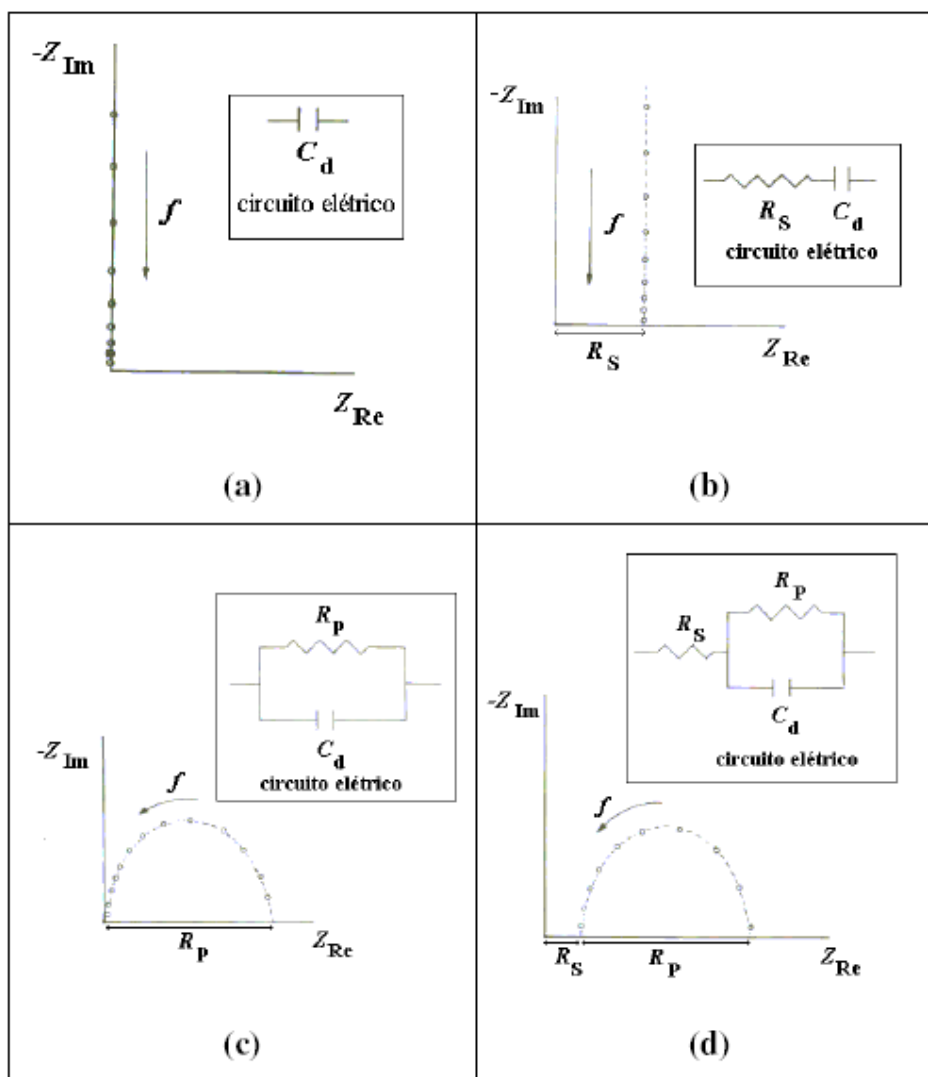 -Z Im
f
C d
circuito elétrico
Z Re
(a)
-Z Im
f
R S C d
circuito elétrico
R S
Z Re
(b)
R p
C d
circuito elétrico
-Z Im
f
R p
Z Re
(c)
R P
R S
C d
circuito elétrico
-Z Im
f
R S R P
Z Re
(d)